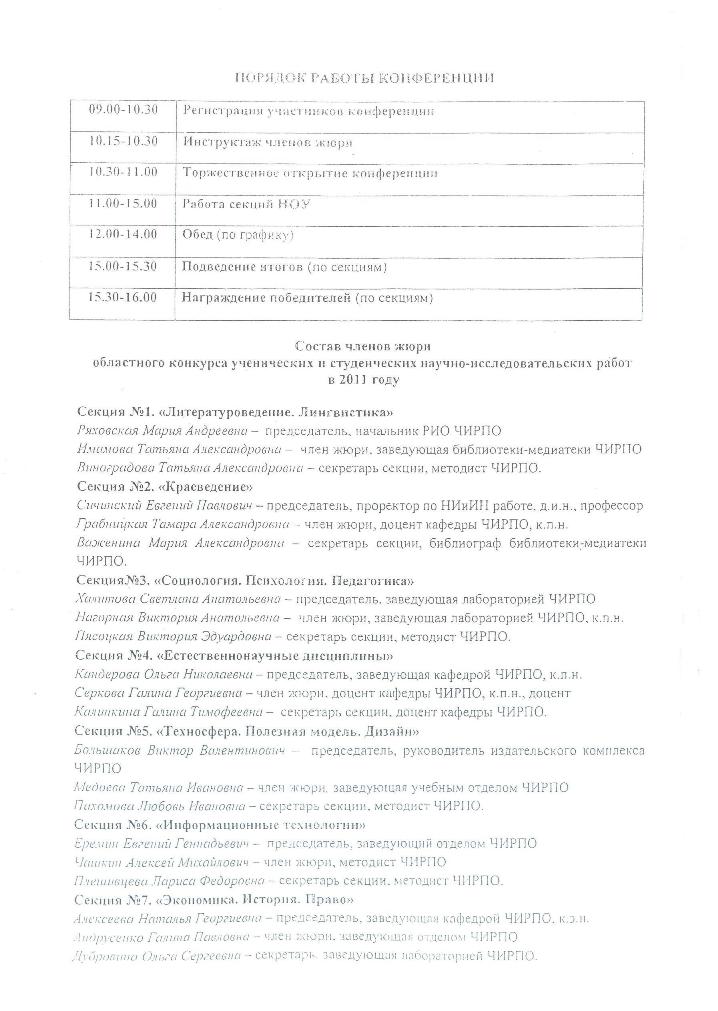 ПОРЯДОК РАБОТЫ КОНФЕРЕНЦИИ
09.00-10.30 Регистрация участников конференции
10.15-10.30 Инструктаж членов жюри
10.30-11.00 Торжественное открытие конференции
11.00-15.00 Работа секций НОУ
12.00-14.00 Обед (по графику)
15.00-15.30 Подведение итогов (по секциям)
15.30-16.00 Награждение победителей (по секциям)
Состав членов жюри
областного конкурса ученических и студенческих научно-исследовательских работ
в 2011 году
Секция №1. «Литературоведение. Лингвистика»
Ряховская Мария Андреевна – председатель, начальник РИО ЧИРПО
Имамова Татьяна Александровна – член жюри, заведующая библиотеки-медиатеки ЧИРПО
Виноградова Татьяна Александровна – секретарь секции, методист ЧИРПО.
Секция №2. «Красведение»
Сичинский Евгений Павлович – председатель, проректор по НИиИП работе, д.и.н., профессор
Грабницкая Тамара Александровна – член жюри, доцент кафедры ЧИРПО, к.п.н.
Важенина Мария Александровна – секретарь секции, библиограф библиотеки-медиатеки
ЧИРПО.
Секция№3. «Социология. Психология. Педагогика»
Халитова Светлана Анатольевна – председатель, заведующая лабораторией ЧИРПО
Нагорная Виктория Анатольевна – член жюри, заведующая лабораторией ЧИРПО, к.п.н.
Пясоцкая Виктория Эдуардовна – секретарь секции, методист ЧИРПО.
Секция №4. «Естественнонаучные дисциплины»
Кандерова Ольга Николаевна – председатель, заведующая кафедрой ЧИРПО, к.п.н.
Серкова Галина Георгиевна – член жюри, доцент кафедры ЧИРПО, к.п.н., доцент
Калинкина Галина Тимофеевна – секретарь секции, доцент кафедры ЧИРПО.
Секция №5. «Техносфера. Полезная модель. Дизайн»
Большаков Виктор Валентинович – председатель, руководитель издательского комплекса
ЧИРПО
Медоева Татьяна Ивановна – член жюри, заведующая учебным отделом ЧИРПО
Пахомова Любовь Ивановна – секретарь секции, методист ЧИРПО.
Секция №6. «Информационные технологии»
Еремин Евгений Геннадьевич – председатель, заведующий отделом ЧИРПО
Чашкин Алексей Михайлович – член жюри, методист ЧИРПО
Плешивцева Лариса Федоровна – секретарь секции, методист ЧИРПО.
Секция №7. «Экономика. История. Право»
Алексеева Наталья Георгиевна – председатель, заведующая кафедрой ЧИРПО, к.э.н.
Андрусенко Галина Павловна – член жюри, заведующая отделом ЧИРПО
Дубровина Ольга Сергеевна – секретарь, заведующая лабораторией ЧИРПО.